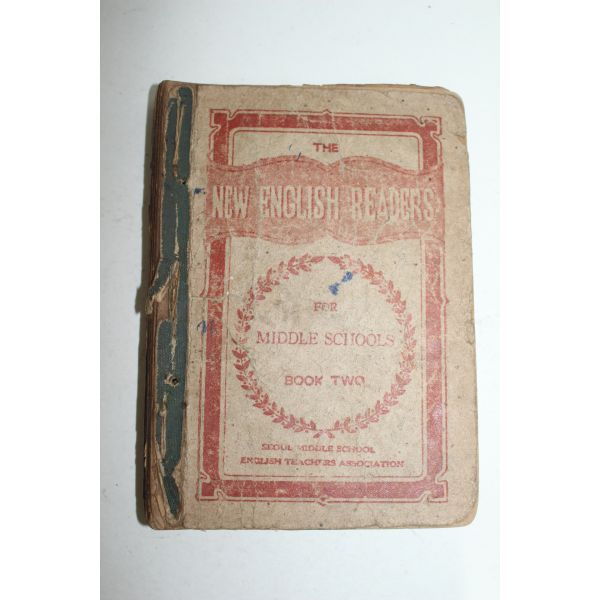 THE
NEW ENGLISH READERS
FOR
MIDDLE SCHOOLS
BOOK TWO
SEOUL MIDDLE SCHOOL
ENGLISH TEACHERS ASSOCIATION